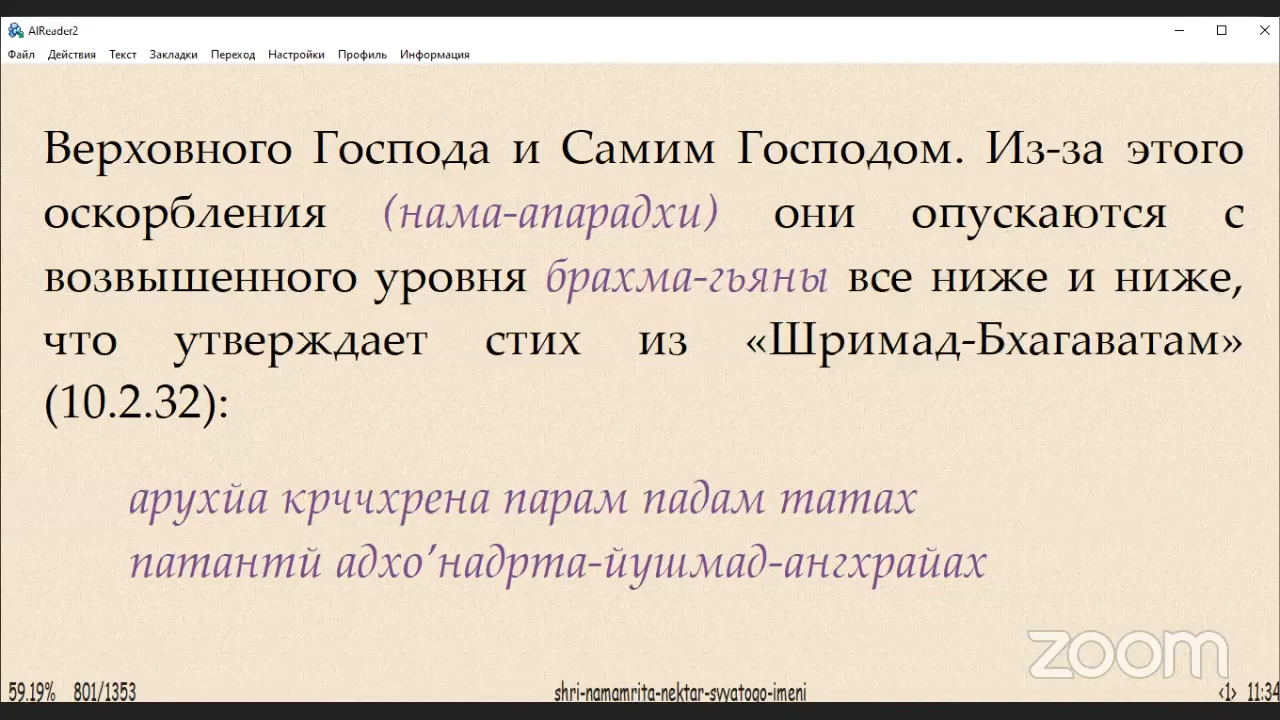 AlReader2
Файл Действия Текст Закладки Переход Настройки Профиль Информация
Верховного Господа и Самим Господом. Из-за этого
оскорбления (нама-апарадхи) они опускаются с
возвышенного уровня брахма-гьяны все ниже и ниже,
что утверждает стих из «Шримад-Бхагаватам»
(10.2.32):
арухйа крччхрена парам падам татах
патантй адхо’надрта-йушмад-ангхрайах
zoom
59.19% 801/1353 shri-namamrita-nektar-svyatogo-imeni <1> 11:34